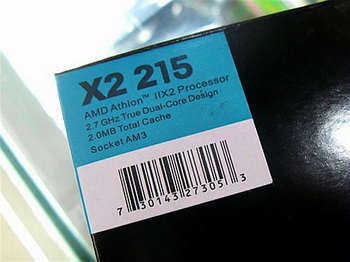 X2 215
AMD Athlon™ IIX2 Processor
2.7 GHz True Dual-Core Design
2.0MB Total Cache
Socket AM3
7 30143 27305 3